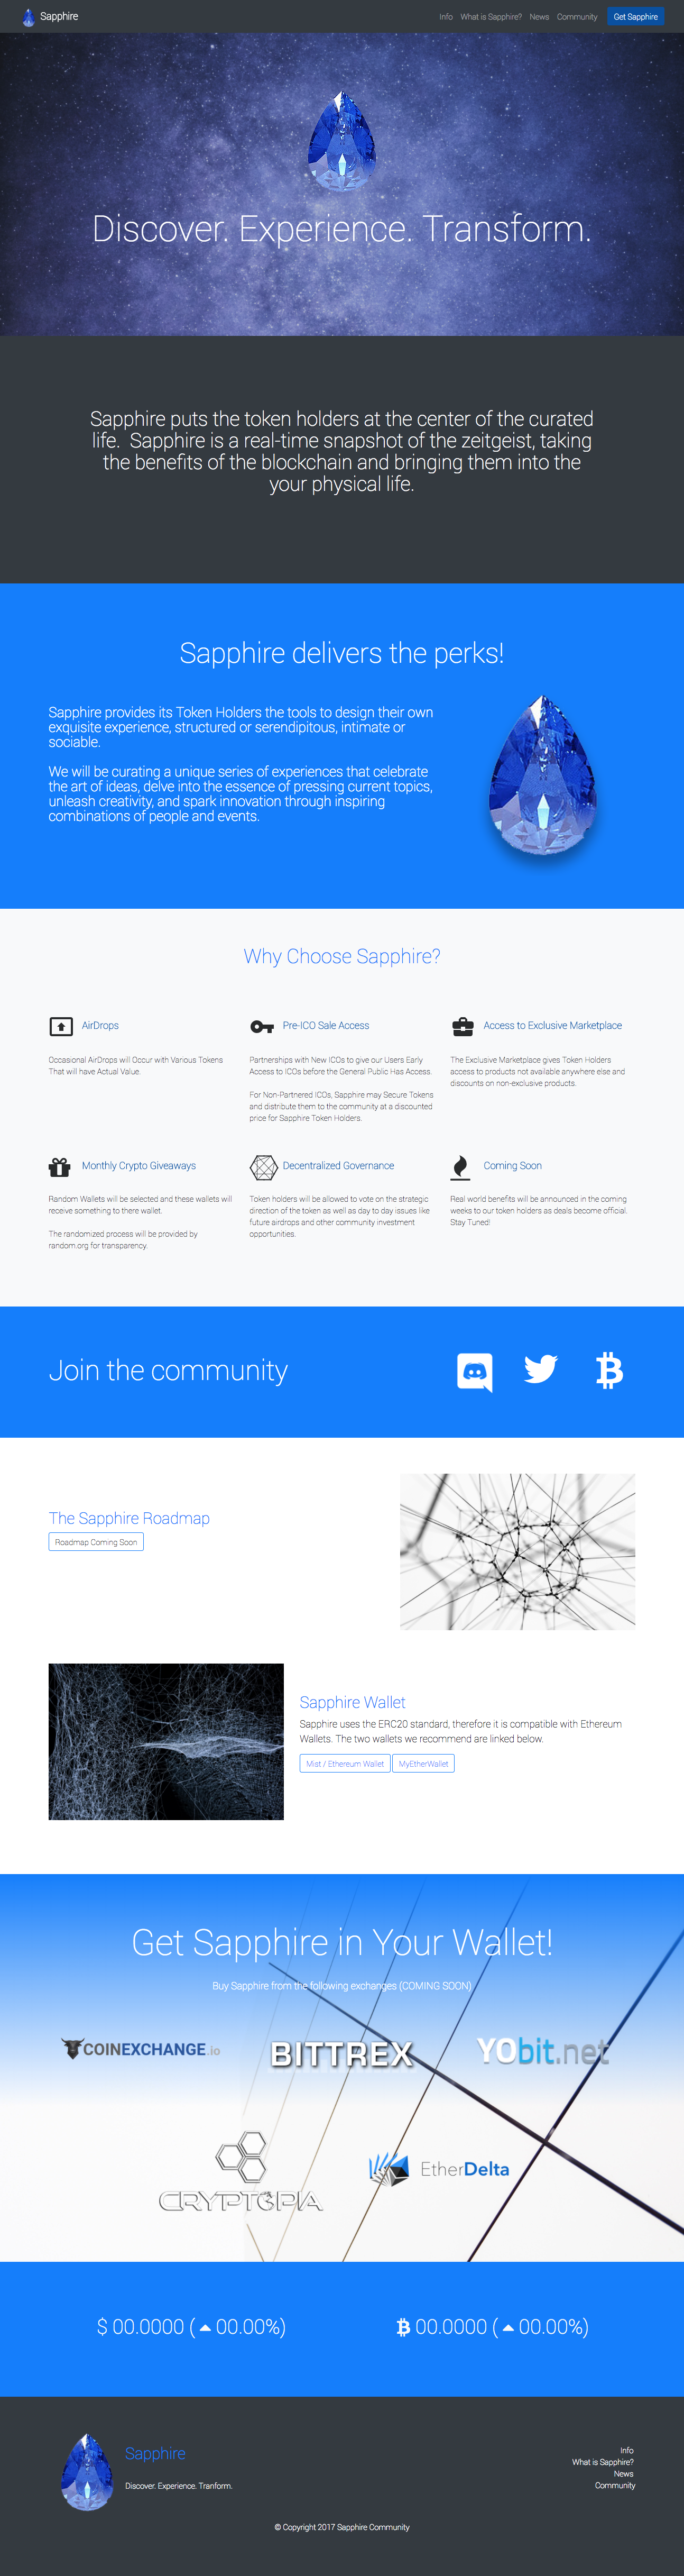 Sapphire
Info What is Sapphire? News Community Get Sapphire
Discover. Experience. Transform.
Sapphire puts the token holders at the center of the curated
life. Sapphire is a real-time snapshot of the zeitgeist, taking
the benefits of the blockchain and bringing them into the
your physical life.
Sapphire delivers the perks!
Sapphire provides its Token Holders the tools to design their own
exquisite experience, structured or serendipitous, intimate or
sociable.
We will be curating a unique series of experiences that celebrate
the art of ideas, delve into the essence of pressing current topics,
unleash creativity, and spark innovation through inspiring
combinations of people and events.
Why Choose Sapphire?
AirDrops
Occasional AirDrops will Occur with Various Tokens
That will have Actual Value.
Pre-ICO Sale Access
Partnerships with New ICOs to give our Users Early
Access to ICOs before the General Public Has Access.
For Non-Partnered ICOs, Sapphire may Secure Tokens
and distribute them to the community at a discounted
price for Sapphire Token Holders.
Access to Exclusive Marketplace
The Exclusive Marketplace gives Token Holders
access to products not available anywhere else and
discounts on non-exclusive products.
Monthly Crypto Giveaways
Random Wallets will be selected and these wallets will
receive something to there wallet.
The randomized process will be provided by
random.org for transparency.
Decentralized Governance
Token holders will be allowed to vote on the strategic
direction of the token as well as day to day issues like
future airdrops and other community investment
opportunities.
Coming Soon
Real world benefits will be announced in the coming
weeks to our token holders as deals become official.
Stay Tuned!
Join the community
The Sapphire Roadmap
Roadmap Coming Soon
Sapphire Wallet
Sapphire uses the ERC20 standard, therefore it is compatible with Ethereum
Wallets. The two wallets we recommend are linked below.
Mist / Ethereum Wallet MyEtherWallet
Get Sapphire in Your Wallet!
Buy Sapphire from the following exchanges (COMING SOON)
COINEXCHANGE.io
BITTREX
YObit.net
CRYPTOPIA
EtherDelta
$ 00.0000 ( 00.00%)
00.0000 ( 00.00%)
Sapphire
Discover. Experience. Tranform.
Info
What is Sapphire?
News
Community
© Copyright 2017 Sapphire Community